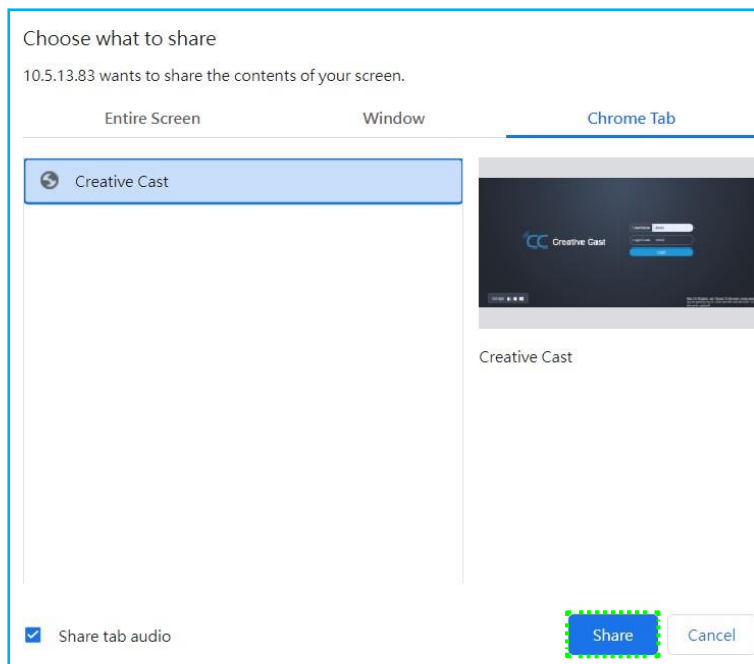 Choose what to share
10.5.13.83 wants to share the contents of your screen.
Entire Screen
Window
Chrome Tab
Creative Cast
CC Creative Cast
Creative Cast
Share tab audio
Share
Cancel